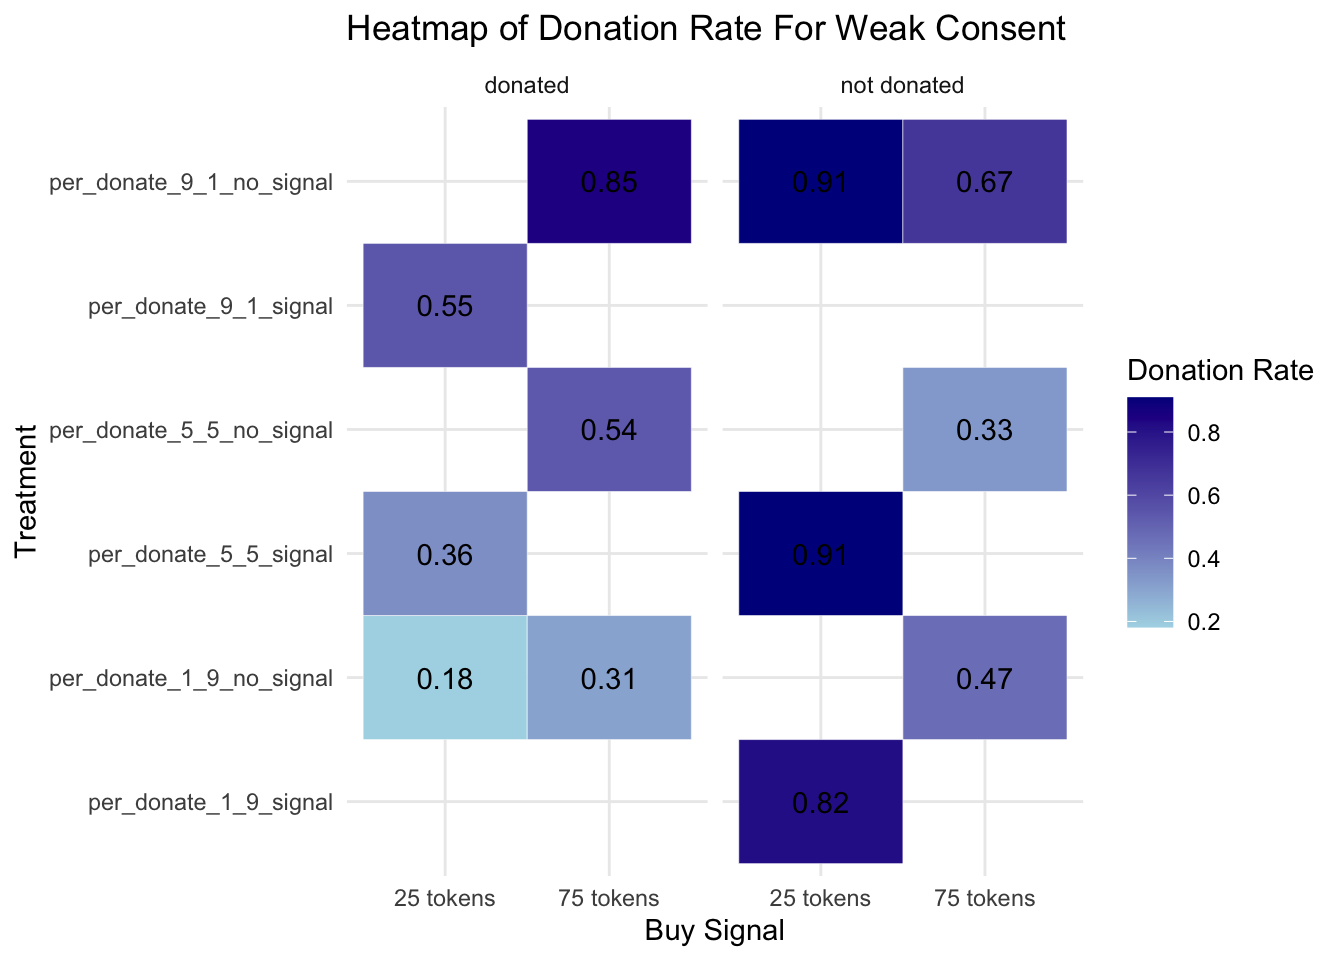 Heatmap of Donation Rate For Weak Consent
donated
not donated
per_donate_9_1_no_signal
0.85
0.91
0.67
per_donate_9_1_signal
0.55
per_donate_5_5_no_signal
0.54
0.33
per_donate_5_5_signal
0.36
0.91
per_donate_1_9_no_signal
0.18
0.31
0.47
per_donate_1_9_signal
0.82
25 tokens
75 tokens
25 tokens
75 tokens
Buy Signal
Treatment
Donation Rate
0.8
0.6
0.4
0.2